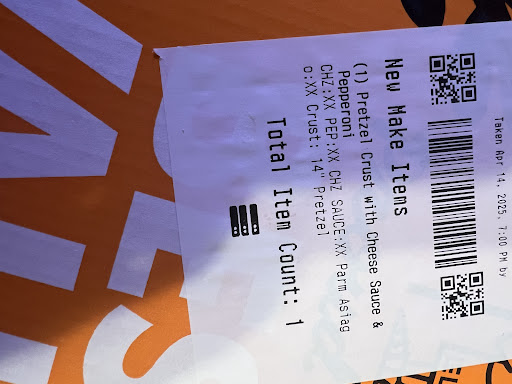 Taken Apr 14, 2025, 7:00 PM by
New Make Items
(1) Pretzel Crust with Cheese Sauce &
Pepperoni
CHZ:XX PEP:XX CHZ SAUCE:XX Parm Asiag
o:XX Crust: 14" Pretzel
Total Item Count: 1